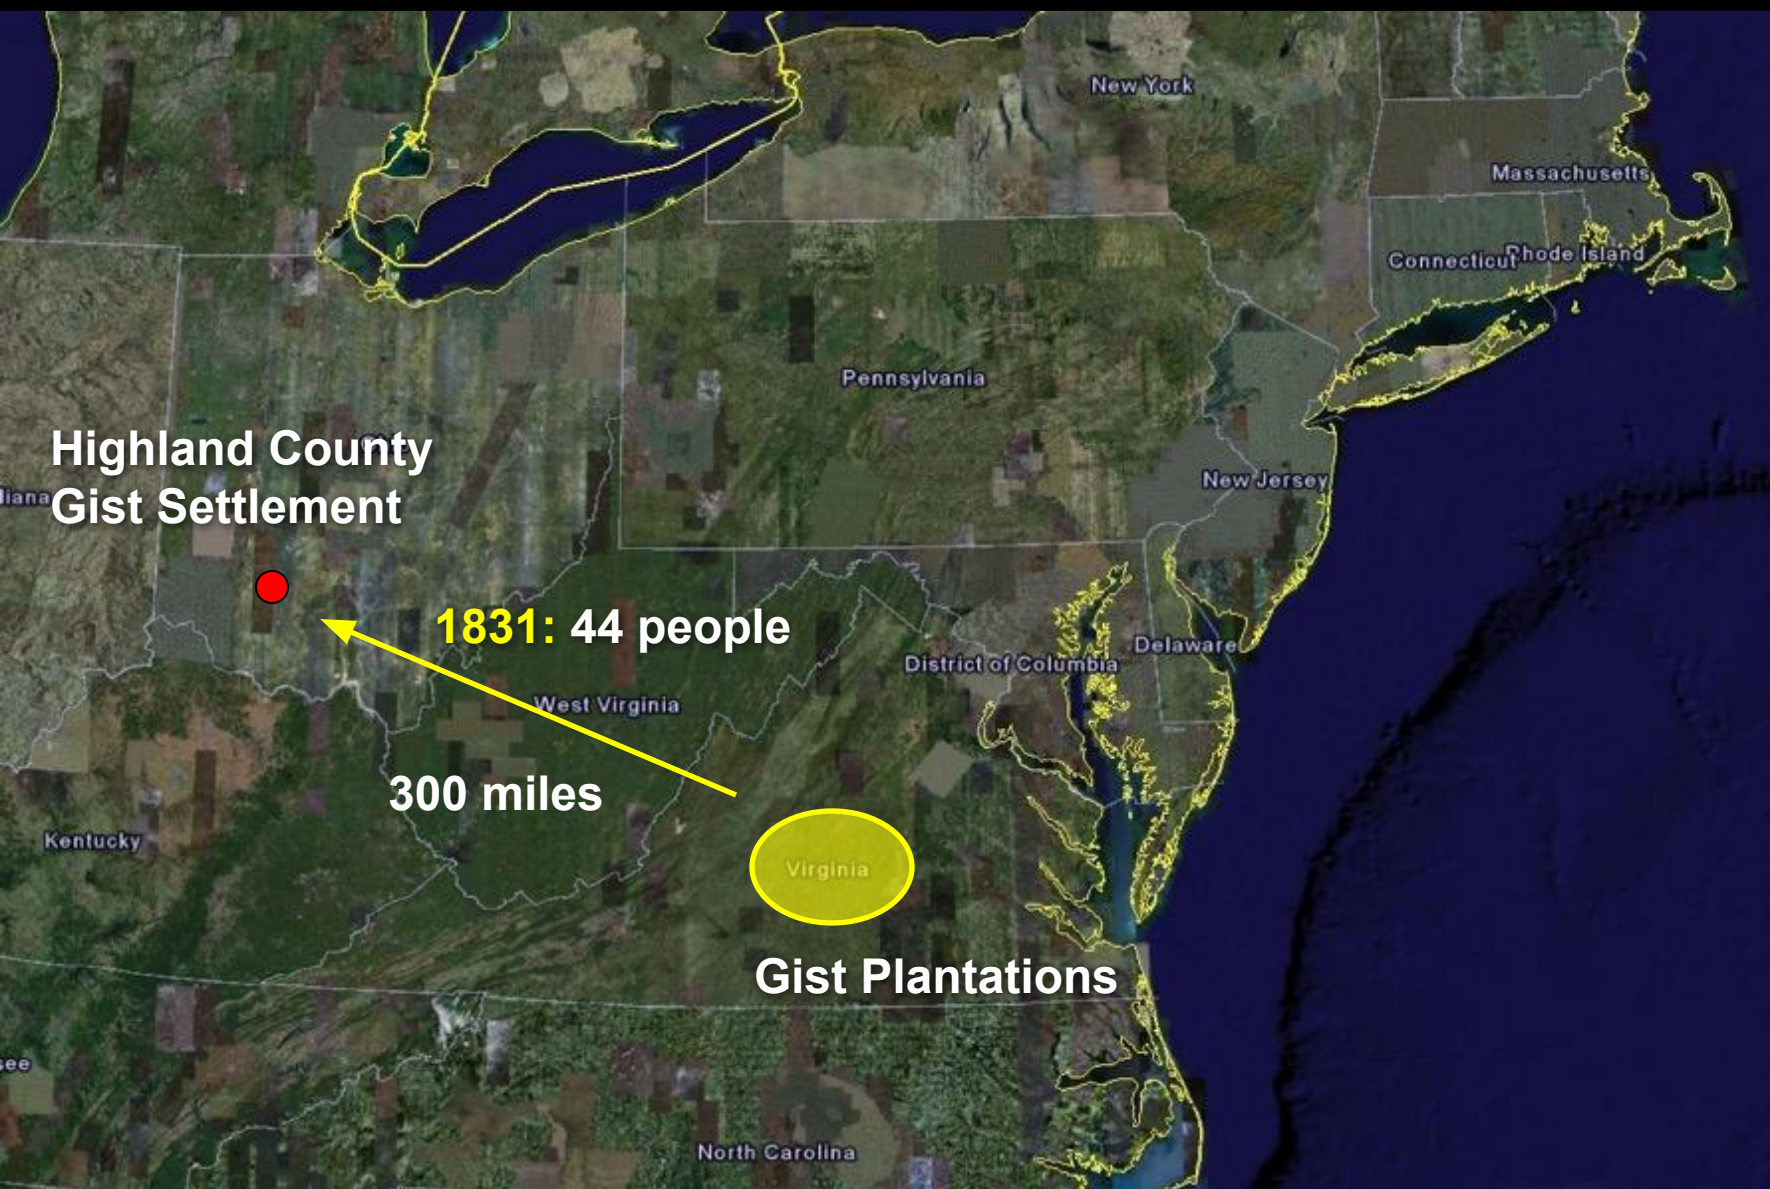 New York
Massachusetts
Connecticut
Rhode Island
Pennsylvania
Highland County
Gist Settlement
New Jersey
1831: 44 people
Delaware
District of Columbia
West Virginia
300 miles
Kentucky
Virginia
Gist Plantations
North Carolina